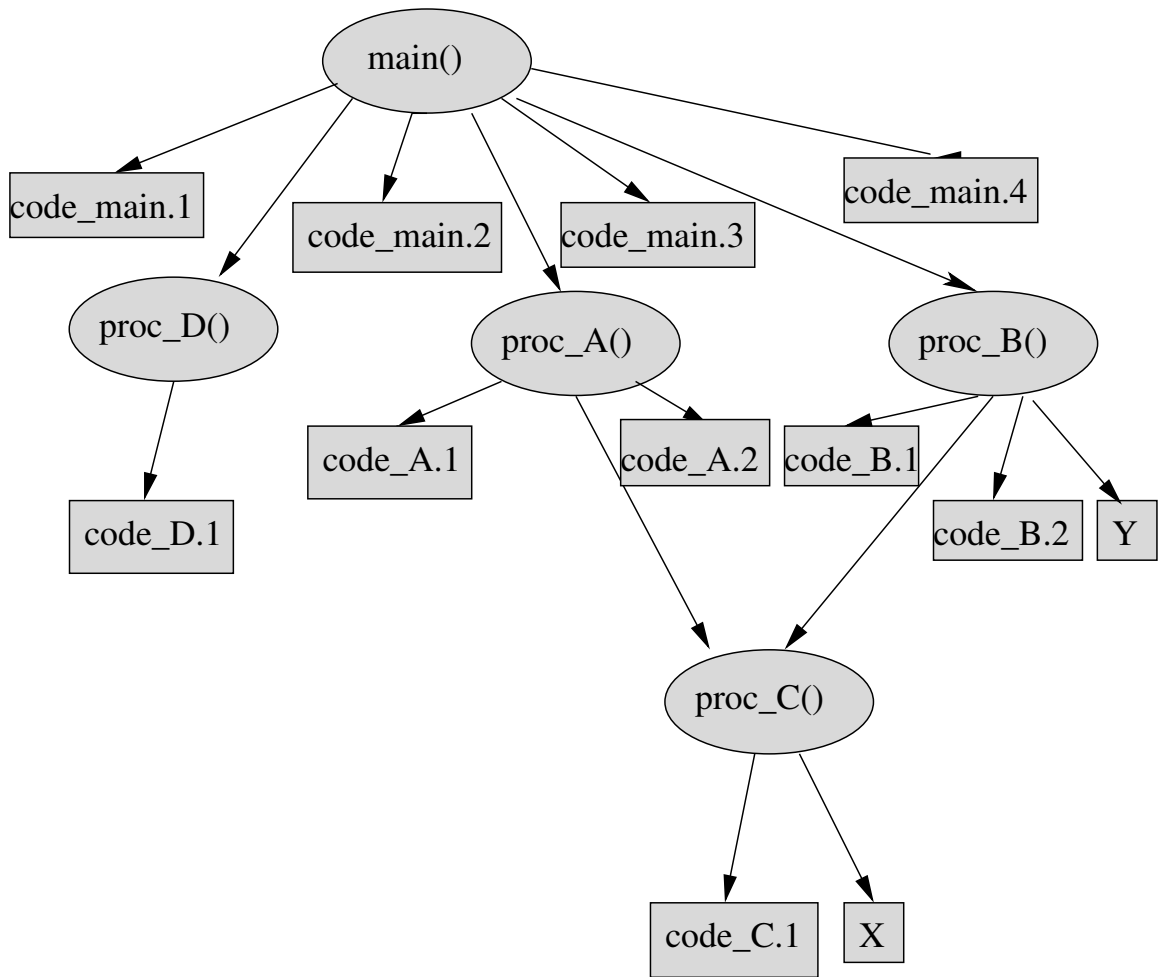 main()
code_main.1
code_main.2
code_main.3
code_main.4
proc_D()
proc_A()
proc_B()
code_A.1
code_A.2
code_B.1
code_D.1
code_B.2
Y
proc_C()
code_C.1
X